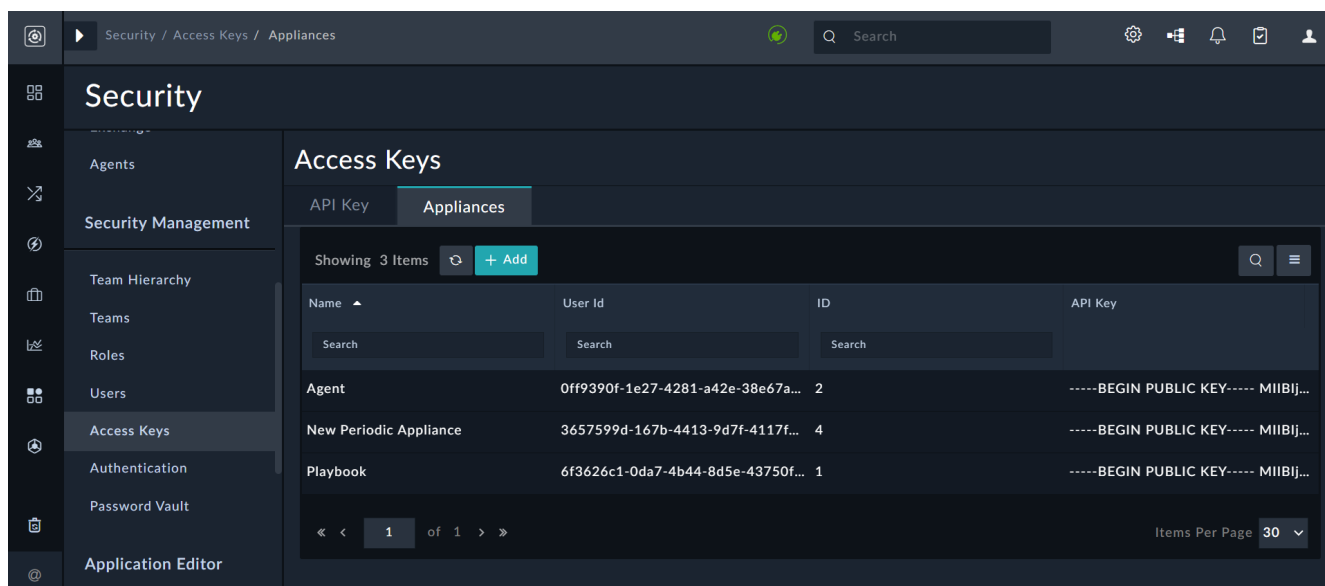 Security / Access Keys / Appliances
Search
Security
Agents
Security Management
Team Hierarchy
Teams
Roles
Users
Access Keys
Authentication
Password Vault
Application Editor
@
Access Keys
API Key
Appliances
Showing 3 Items
+ Add
Name User Id ID API Key
Search Search Search
Agent 0ff9390f-1e27-4281-a42e-38e67a... 2 -----BEGIN PUBLIC KEY----- MIIBIj...
New Periodic Appliance 3657599d-167b-4413-9d7f-4117f... 4 -----BEGIN PUBLIC KEY----- MIIBIj...
Playbook 6f3626c1-0da7-4b44-8d5e-43750f... 1 -----BEGIN PUBLIC KEY----- MIIBIj...
« < 1 of 1 > »
Items Per Page 30